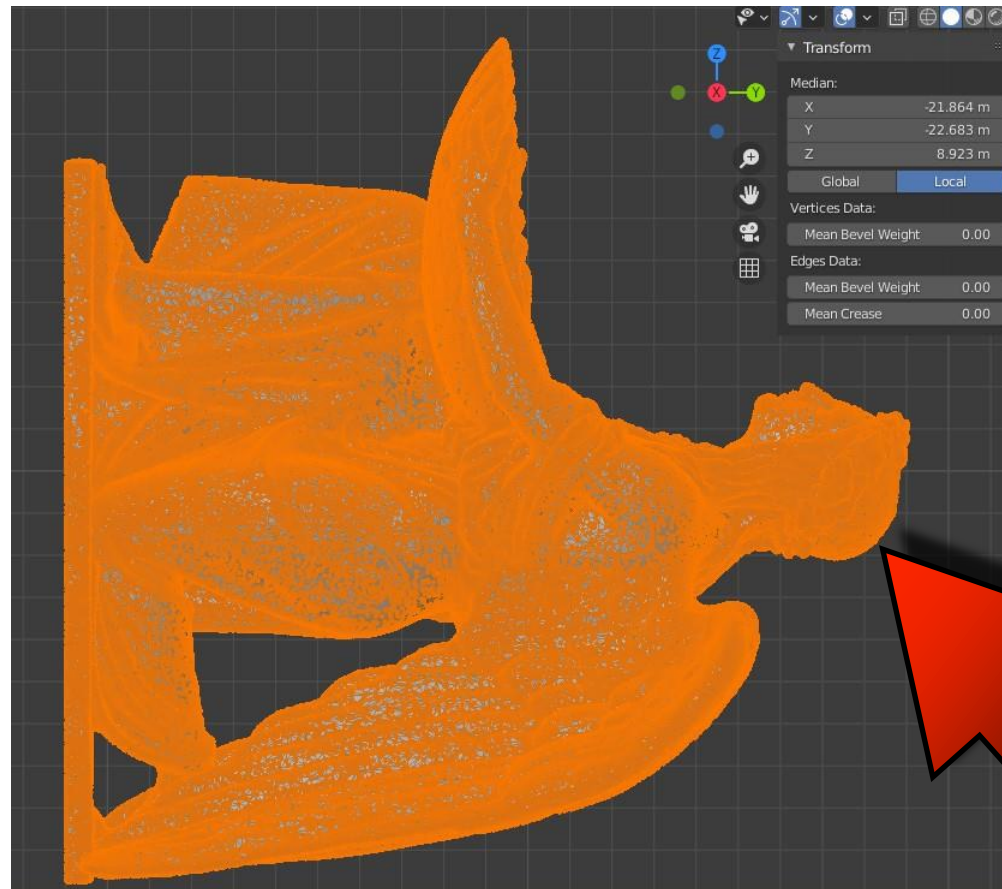 Transform
Z
X
Y
Median:
X -21.864 m
Y -22.683 m
Z 8.923 m
Global Local
Vertices Data:
Mean Bevel Weight 0.00
Edges Data:
Mean Bevel Weight 0.00
Mean Crease 0.00